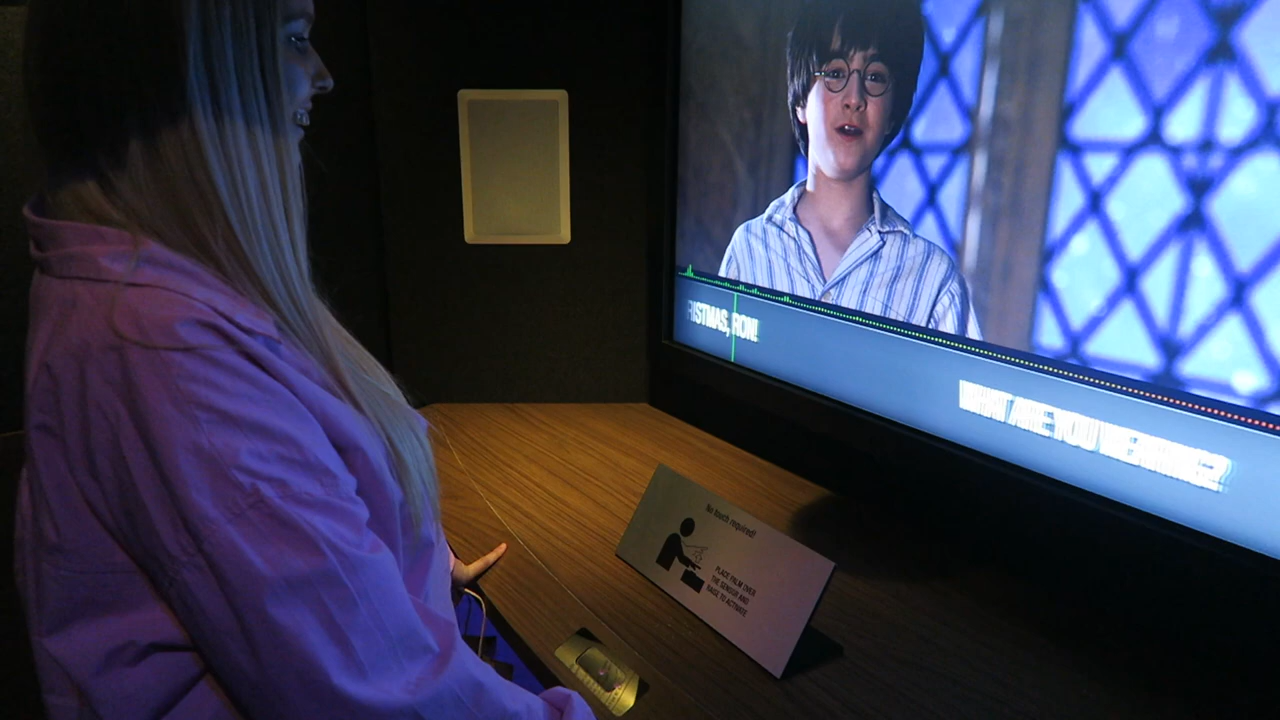 RISTMAS, RON!
WHAT ARE YOU WEARING?
No touch required!
PLACE PALM OVER
THE SENSOR AND
RAISE TO ACTIVATE